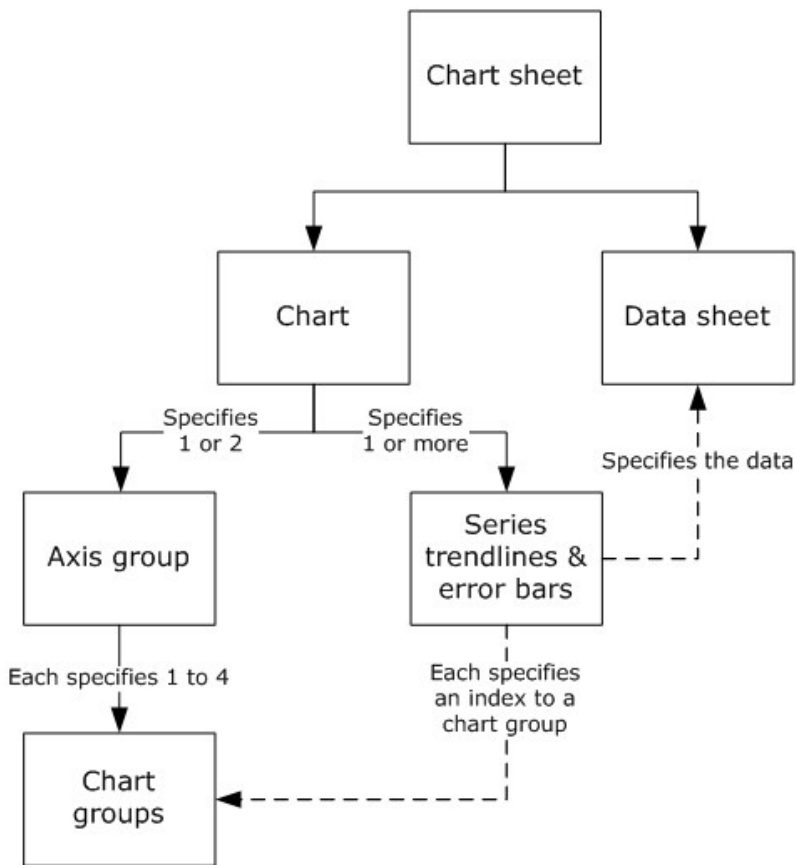 Chart sheet
Chart
Data sheet
Specifies
1 or 2
Specifies
1 or more
Specifies the data
Axis group
Series
trendlines &
error bars
Each specifies 1 to 4
Each specifies
an index to a
chart group
Chart
groups